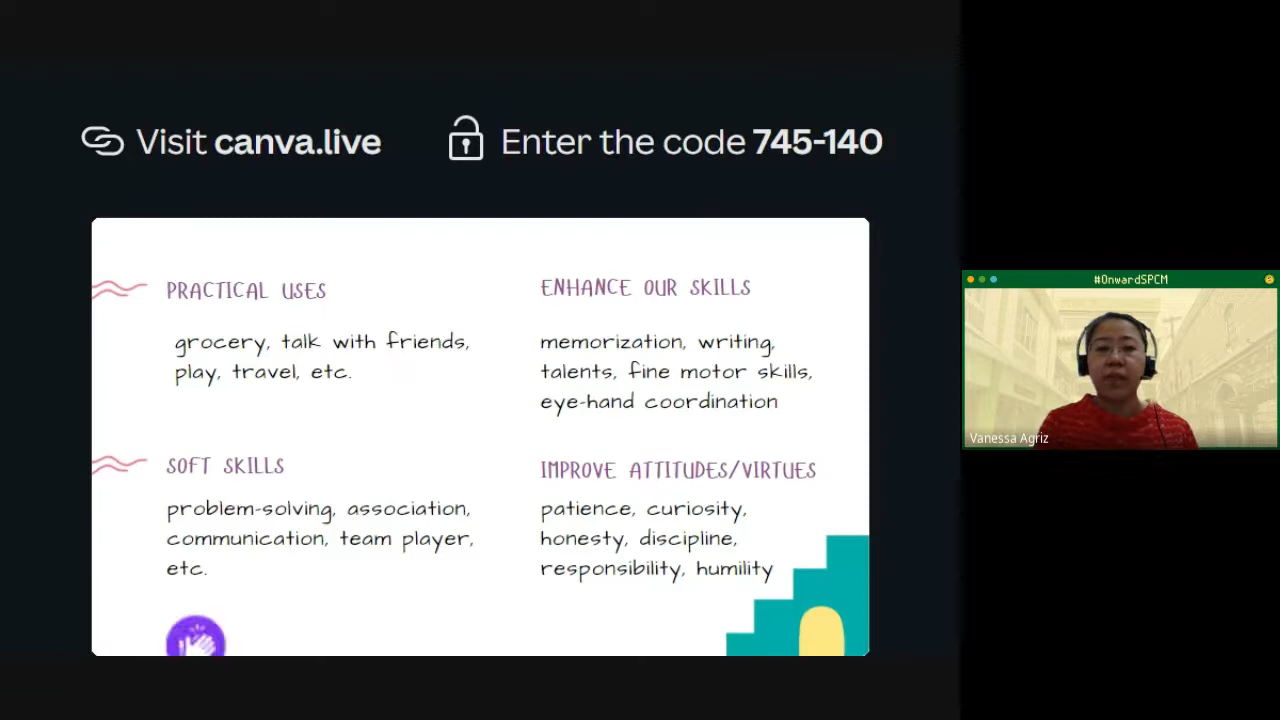 Visit canva.live
Enter the code 745-140
PRACTICAL USES
grocery, talk with friends,
play, travel, etc.
ENHANCE OUR SKILLS
memorization, writing,
talents, fine motor skills,
eye-hand coordination
SOFT SKILLS
problem-solving, association,
communication, team player,
etc.
IMPROVE ATTITUDES/VIRTUES
patience, curiosity,
honesty, discipline,
responsibility, humility
#OnwardSPCM
Vanessa Agriz